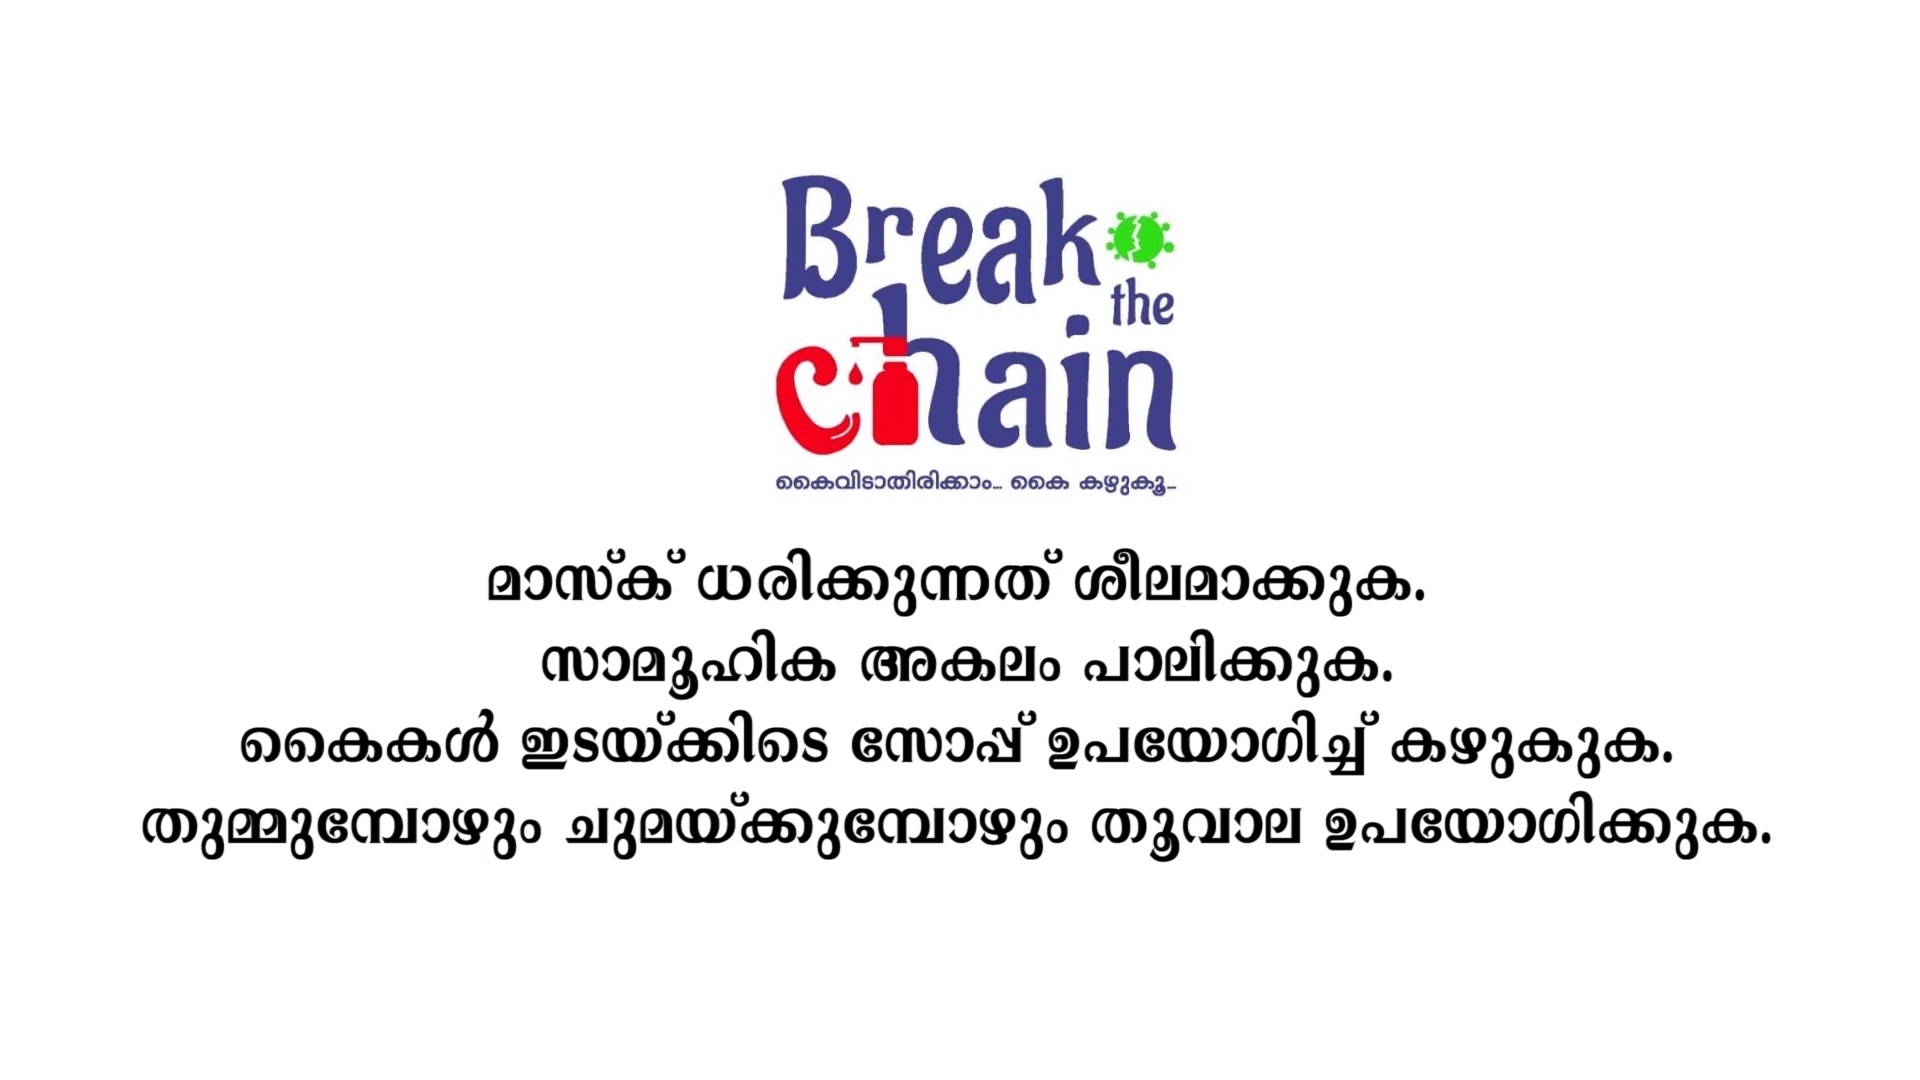 Break
the
chain
കൈവിടാതിരിക്കാം... കൈ കഴുകൂ...
മാസ്ക് ധരിക്കുന്നത് ശീലമാക്കുക.
സാമൂഹിക അകലം പാലിക്കുക.
കൈകൾ ഇടയ്ക്കിടെ സോപ്പ് ഉപയോഗിച്ച് കഴുകുക.
തുമ്മുമ്പോഴും ചുമയ്ക്കുമ്പോഴും തൂവാല ഉപയോഗിക്കുക.